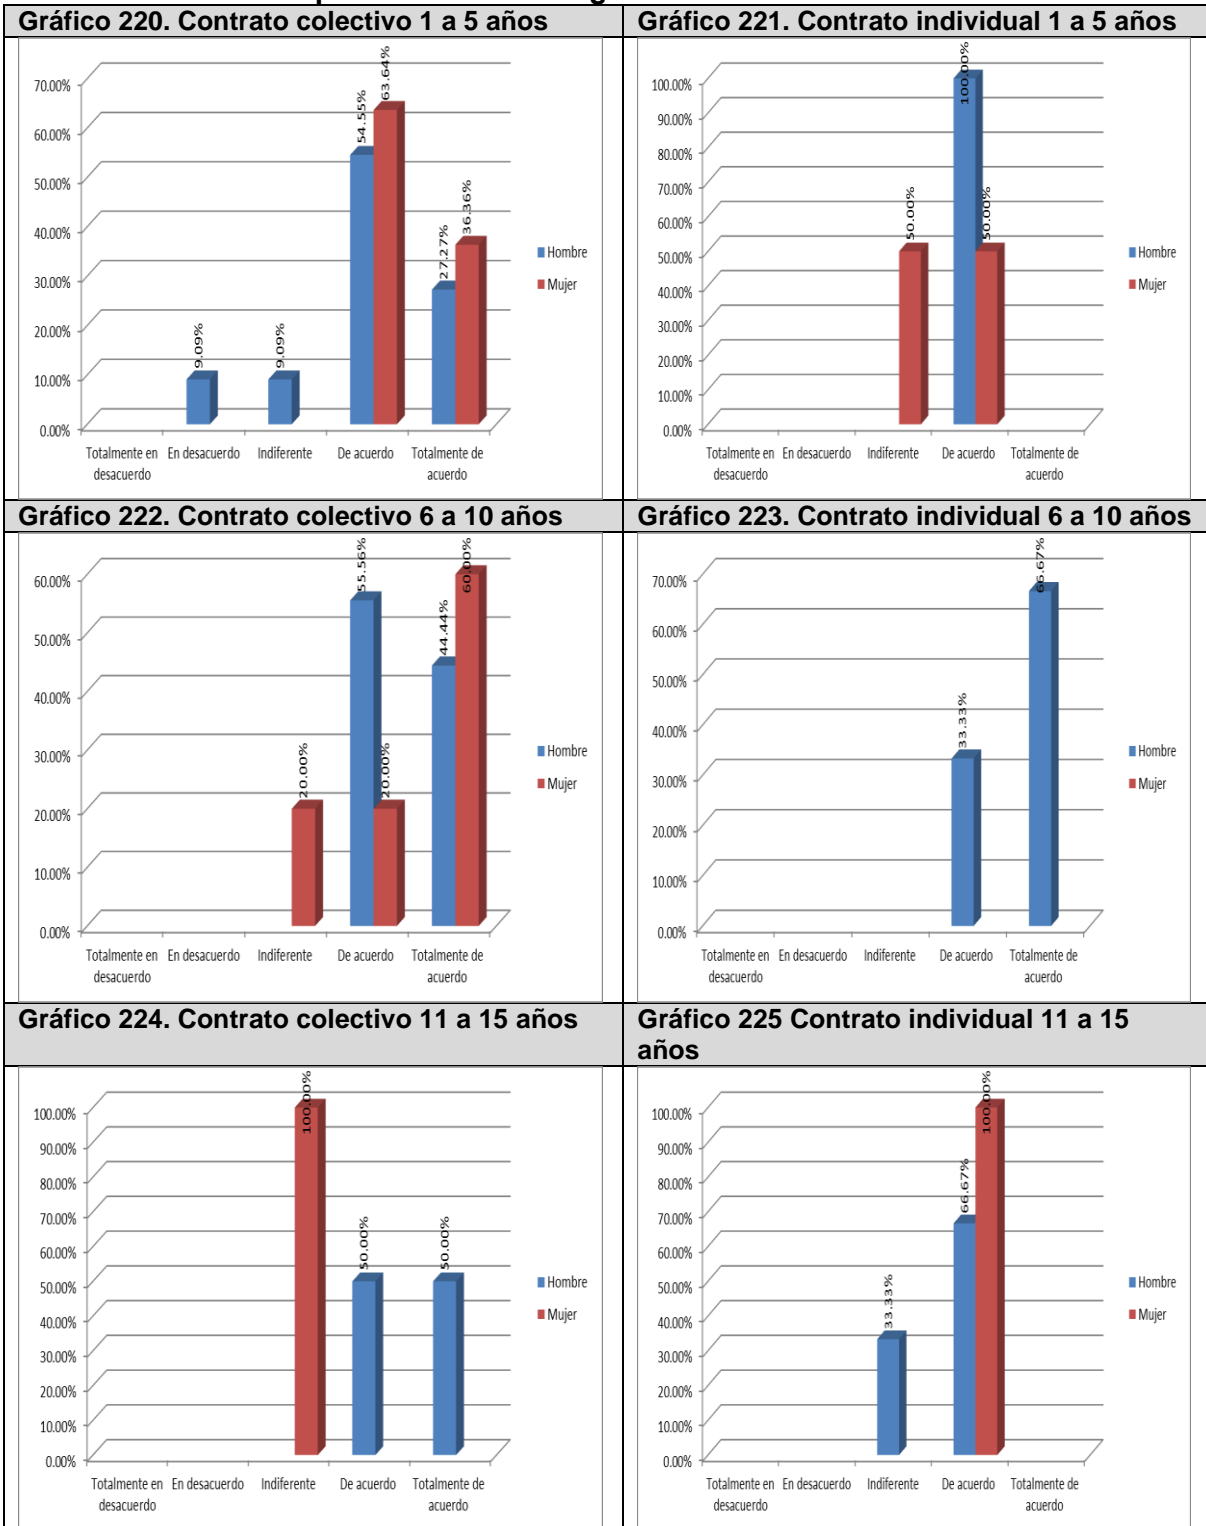 Gráfico 220. Contrato colectivo 1 a 5 años
70.00%
60.00%
50.00%
40.00%
30.00%
20.00%
10.00%
0.00%
9.09%
9.09%
54.55%
63.64%
27.27%
36.36%
Totalmente en desacuerdo
En desacuerdo
Indiferente
De acuerdo
Totalmente de acuerdo
Hombre
Mujer
Gráfico 221. Contrato individual 1 a 5 años
100.00%
90.00%
80.00%
70.00%
60.00%
50.00%
40.00%
30.00%
20.00%
10.00%
0.00%
50.00%
100.00%
50.00%
Totalmente en desacuerdo
En desacuerdo
Indiferente
De acuerdo
Totalmente de acuerdo
Hombre
Mujer
Gráfico 222. Contrato colectivo 6 a 10 años
60.00%
50.00%
40.00%
30.00%
20.00%
10.00%
0.00%
20.00%
55.56%
20.00%
44.44%
60.00%
Totalmente en desacuerdo
En desacuerdo
Indiferente
De acuerdo
Totalmente de acuerdo
Hombre
Mujer
Gráfico 223. Contrato individual 6 a 10 años
70.00%
60.00%
50.00%
40.00%
30.00%
20.00%
10.00%
0.00%
33.33%
66.67%
Totalmente en desacuerdo
En desacuerdo
Indiferente
De acuerdo
Totalmente de acuerdo
Hombre
Mujer
Gráfico 224. Contrato colectivo 11 a 15 años
100.00%
90.00%
80.00%
70.00%
60.00%
50.00%
40.00%
30.00%
20.00%
10.00%
0.00%
100.00%
50.00%
50.00%
Totalmente en desacuerdo
En desacuerdo
Indiferente
De acuerdo
Totalmente de acuerdo
Hombre
Mujer
Gráfico 225 Contrato individual 11 a 15
años
100.00%
90.00%
80.00%
70.00%
60.00%
50.00%
40.00%
30.00%
20.00%
10.00%
0.00%
33.33%
66.67%
100.00%
Totalmente en desacuerdo
En desacuerdo
Indiferente
De acuerdo
Totalmente de acuerdo
Hombre
Mujer